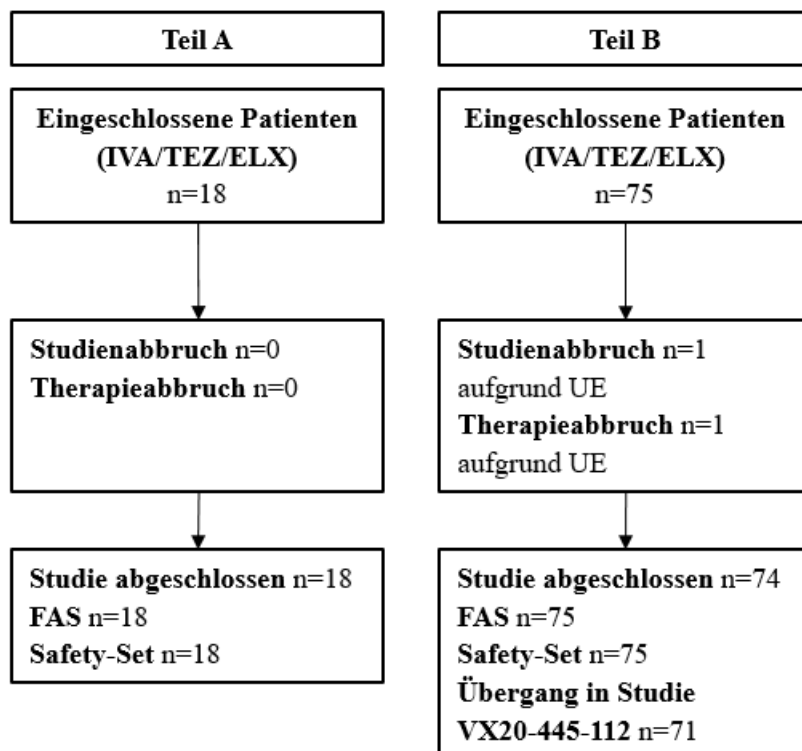 Teil A
Eingeschlossene Patienten
(IVA/TEZ/ELX)
n=18
Studienabbruch n=0
Therapieabbruch n=0
Studie abgeschlossen n=18
FAS n=18
Safety-Set n=18
Teil B
Eingeschlossene Patienten
(IVA/TEZ/ELX)
n=75
Studienabbruch n=1
aufgrund UE
Therapieabbruch n=1
aufgrund UE
Studie abgeschlossen n=74
FAS n=75
Safety-Set n=75
Übergang in Studie
VX20-445-112 n=71